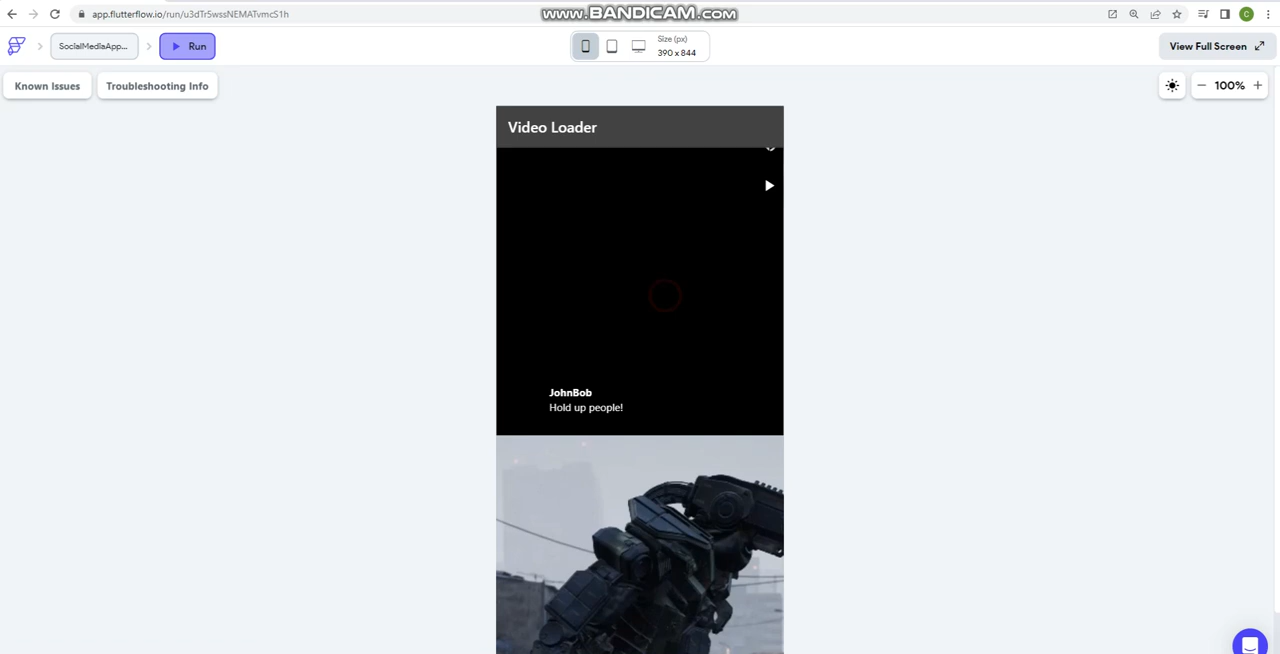 app.flutterflow.io/run/u3dTr5wssNEMATvmcS1h
www.BANDICAM.com
C
SocialMediaApp...
Run
Size (px)
390 x 844
View Full Screen
Known Issues
Troubleshooting Info
100%
Video Loader
JohnBob
Hold up people!